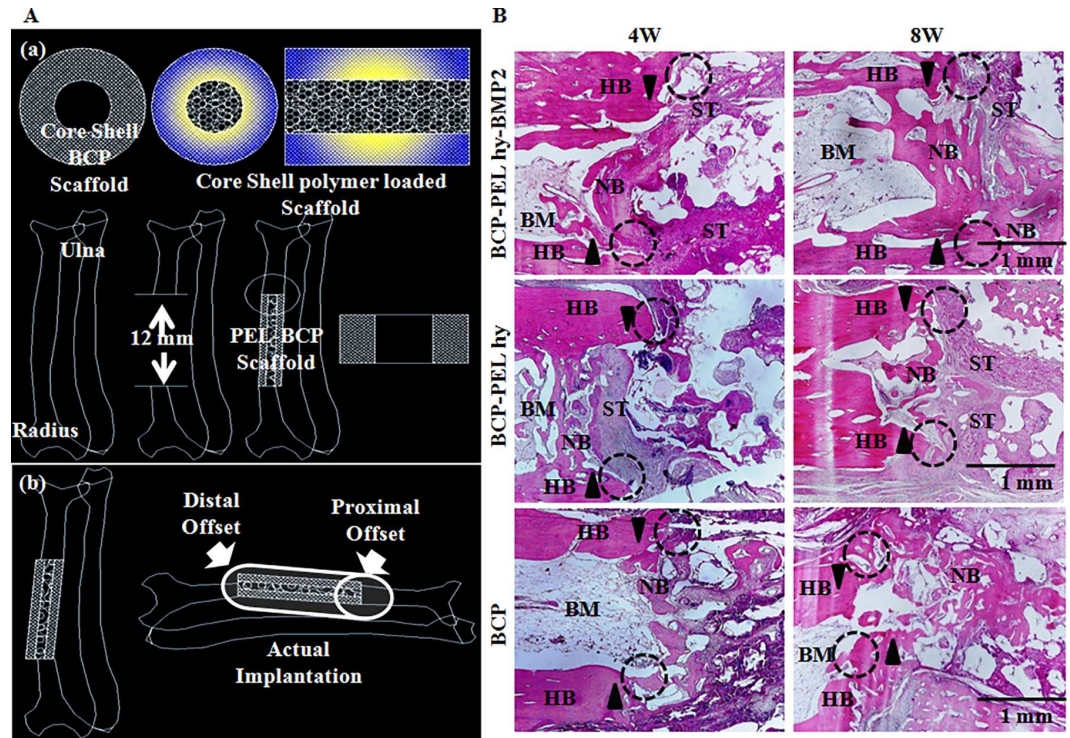 A
(a)
Core Shell
BCP
Scaffold
Core Shell polymer loaded
Scaffold
Ulna
12 mm
PEL BCP
Scaffold
Radius
(b)
Distal
Offset
Proximal
Offset
Actual
Implantation
B
4W
8W
BCP-PEL hy-BMP2
HB
ST
NB
BM
ST
HB
HB
ST
BM
NB
HB
NB
1 mm
BCP-PEL hy
HB
ST
BM
NB
HB
HB
NB
ST
HB
1 mm
BCP
HB
NB
BM
HB
NB
HB
BM
HB
1 mm